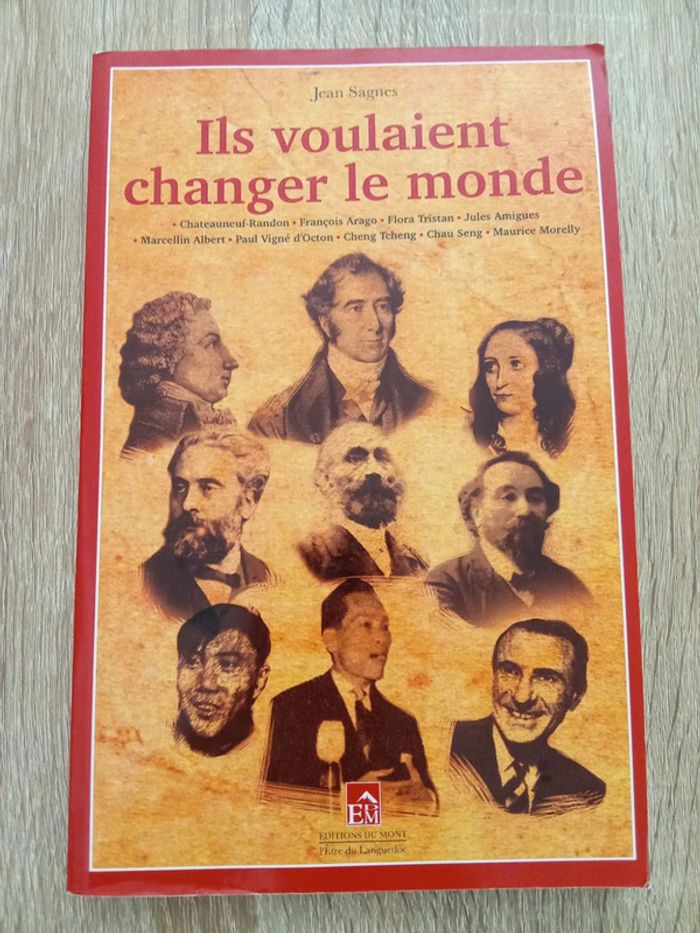 Jean Sagnes
Ils voulaient
changer le monde
• Chateauneuf-Randon • François Arago • Flora Tristan • Jules Amigues
• Marcellin Albert • Paul Vigné d'Octon • Cheng Tcheng • Chau Seng • Maurice Morelly
EDM
EDITIONS DU MONT
l'Être du Languedoc